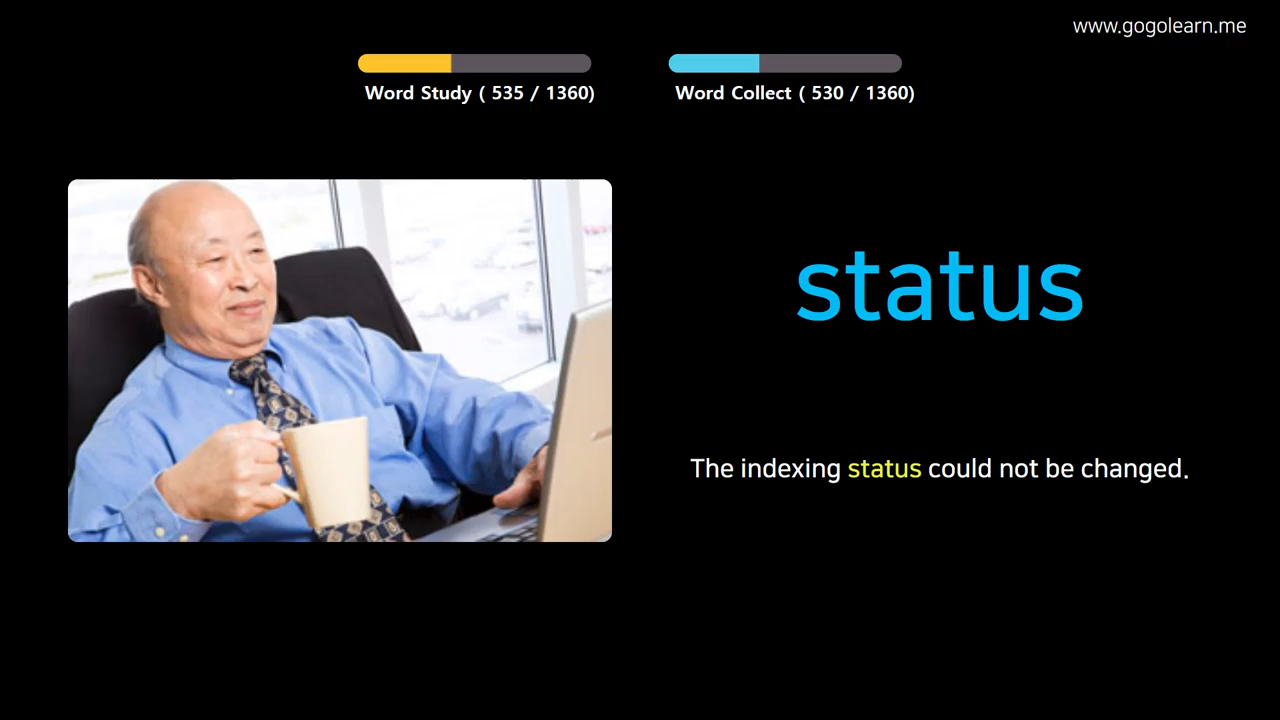 www.gogolearn.me
Word Study ( 535 / 1360)
Word Collect ( 530 / 1360)
status
The indexing status could not be changed.